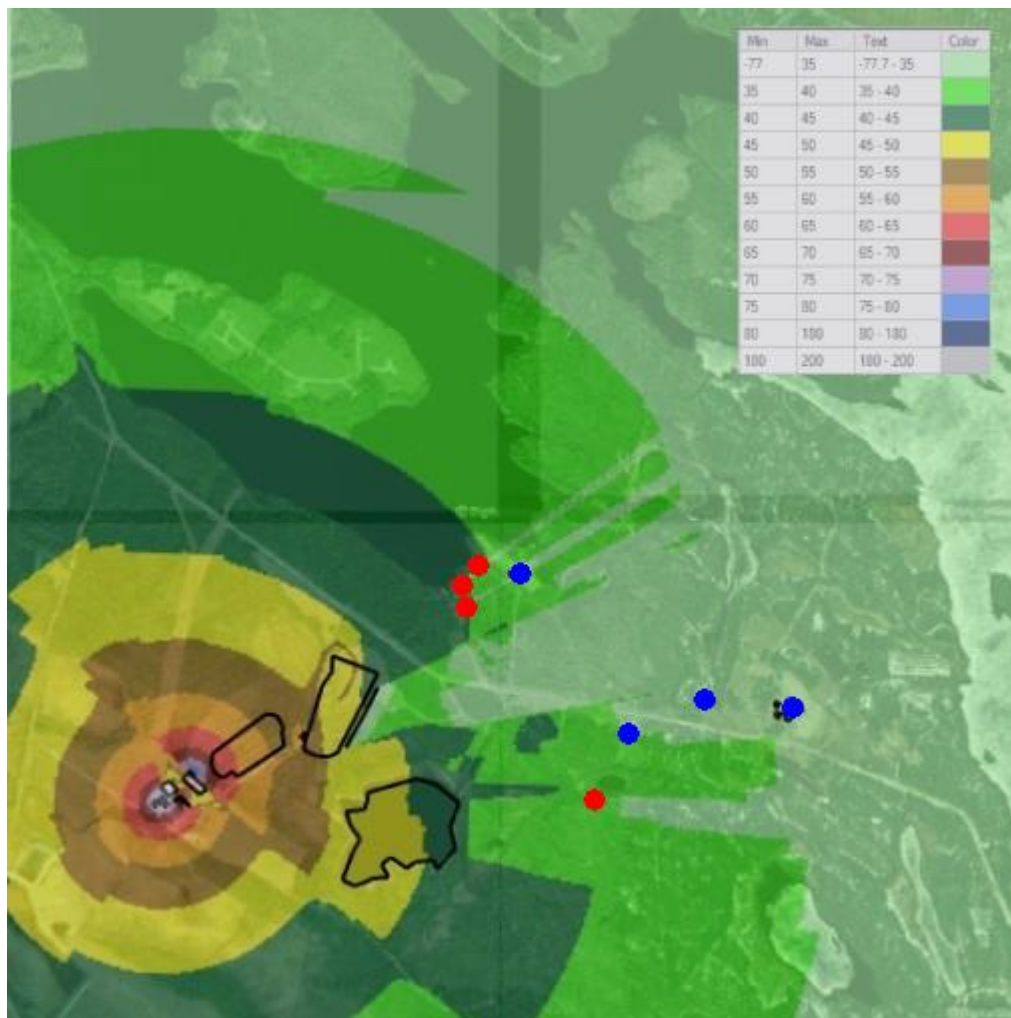 Min Max Text Color
-77 35 -77.7 - 35
35 40 35 - 40
40 45 40 - 45
45 50 45 - 50
50 55 50 - 55
55 60 55 - 60
60 65 60 - 65
65 70 65 - 70
70 75 70 - 75
75 80 75 - 80
80 180 80 - 180
180 200 180 - 200